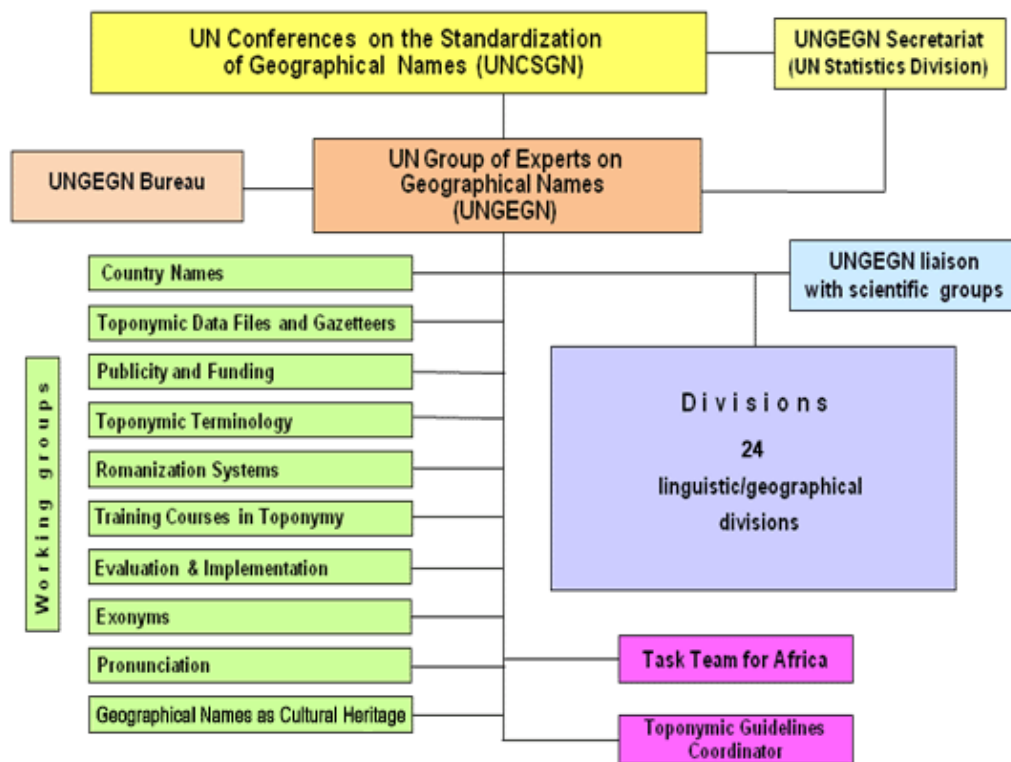 UN Conferences on the Standardization
of Geographical Names (UNCSGN)
UNGEGN Secretariat
(UN Statistics Division)
UNGEGN Bureau
UN Group of Experts on
Geographical Names
(UNGEGN)
UNGEGN liaison
with scientific groups
Working groups
Country Names
Toponymic Data Files and Gazetteers
Publicity and Funding
Toponymic Terminology
Romanization Systems
Training Courses in Toponymy
Evaluation & Implementation
Exonyms
Pronunciation
Geographical Names as Cultural Heritage
Divisions
24
linguistic/geographical
divisions
Task Team for Africa
Toponymic Guidelines
Coordinator